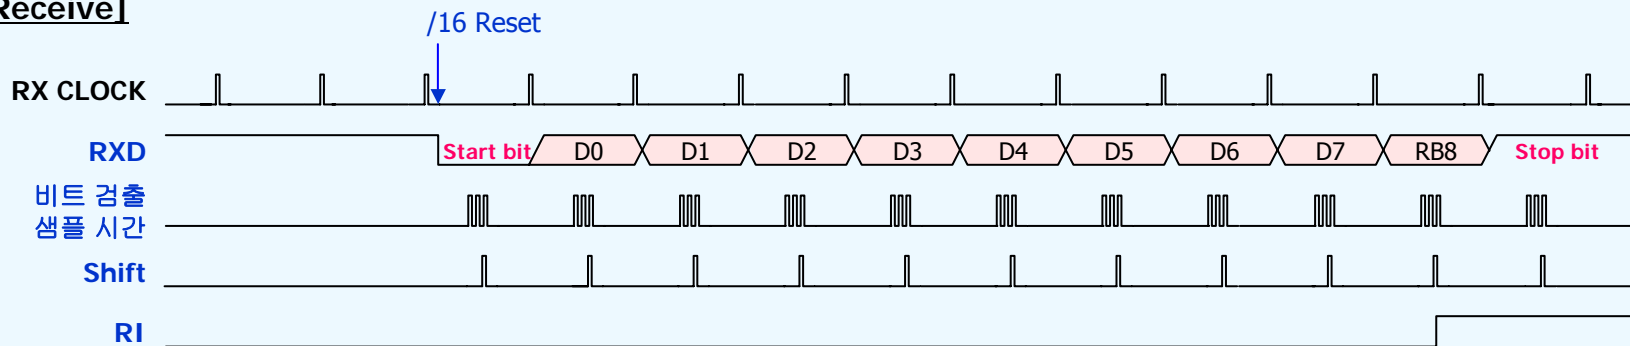 Receive]
/16 Reset
RX CLOCK
RXD Start bit D0 D1 D2 D3 D4 D5 D6 D7 RB8 Stop bit
비트 검출
샘플 시간
Shift
RI